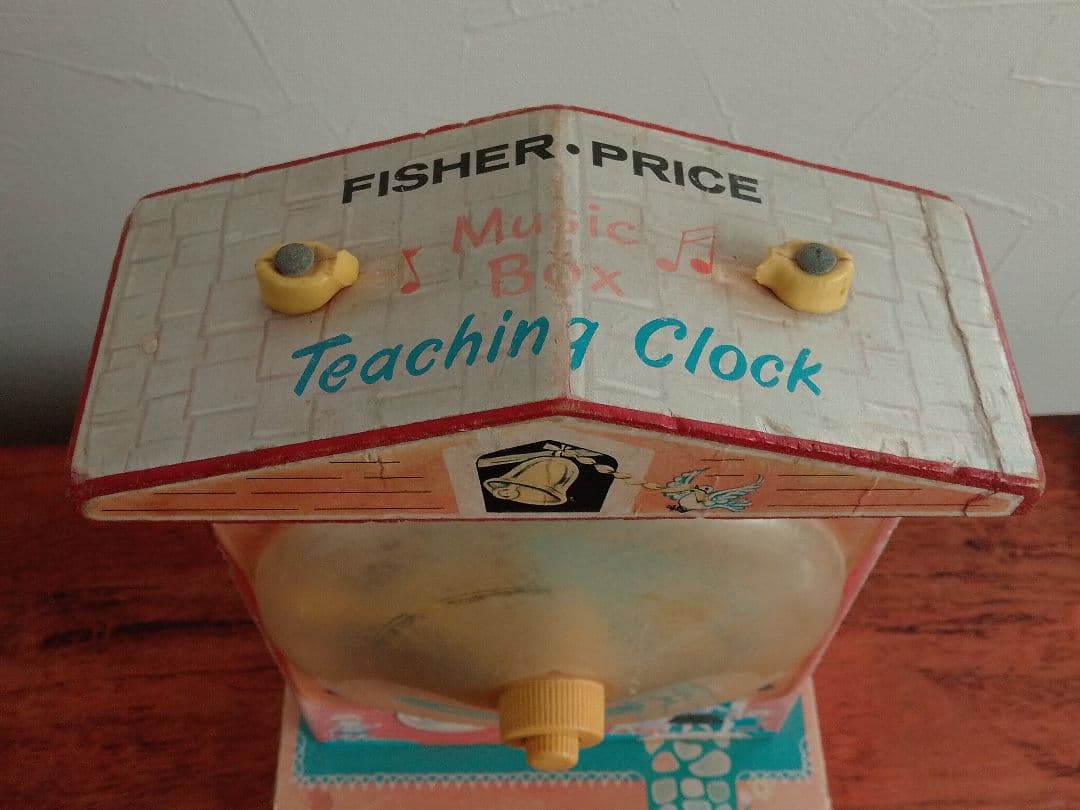 FISHER·PRICE
Music
Box
Teaching Clock